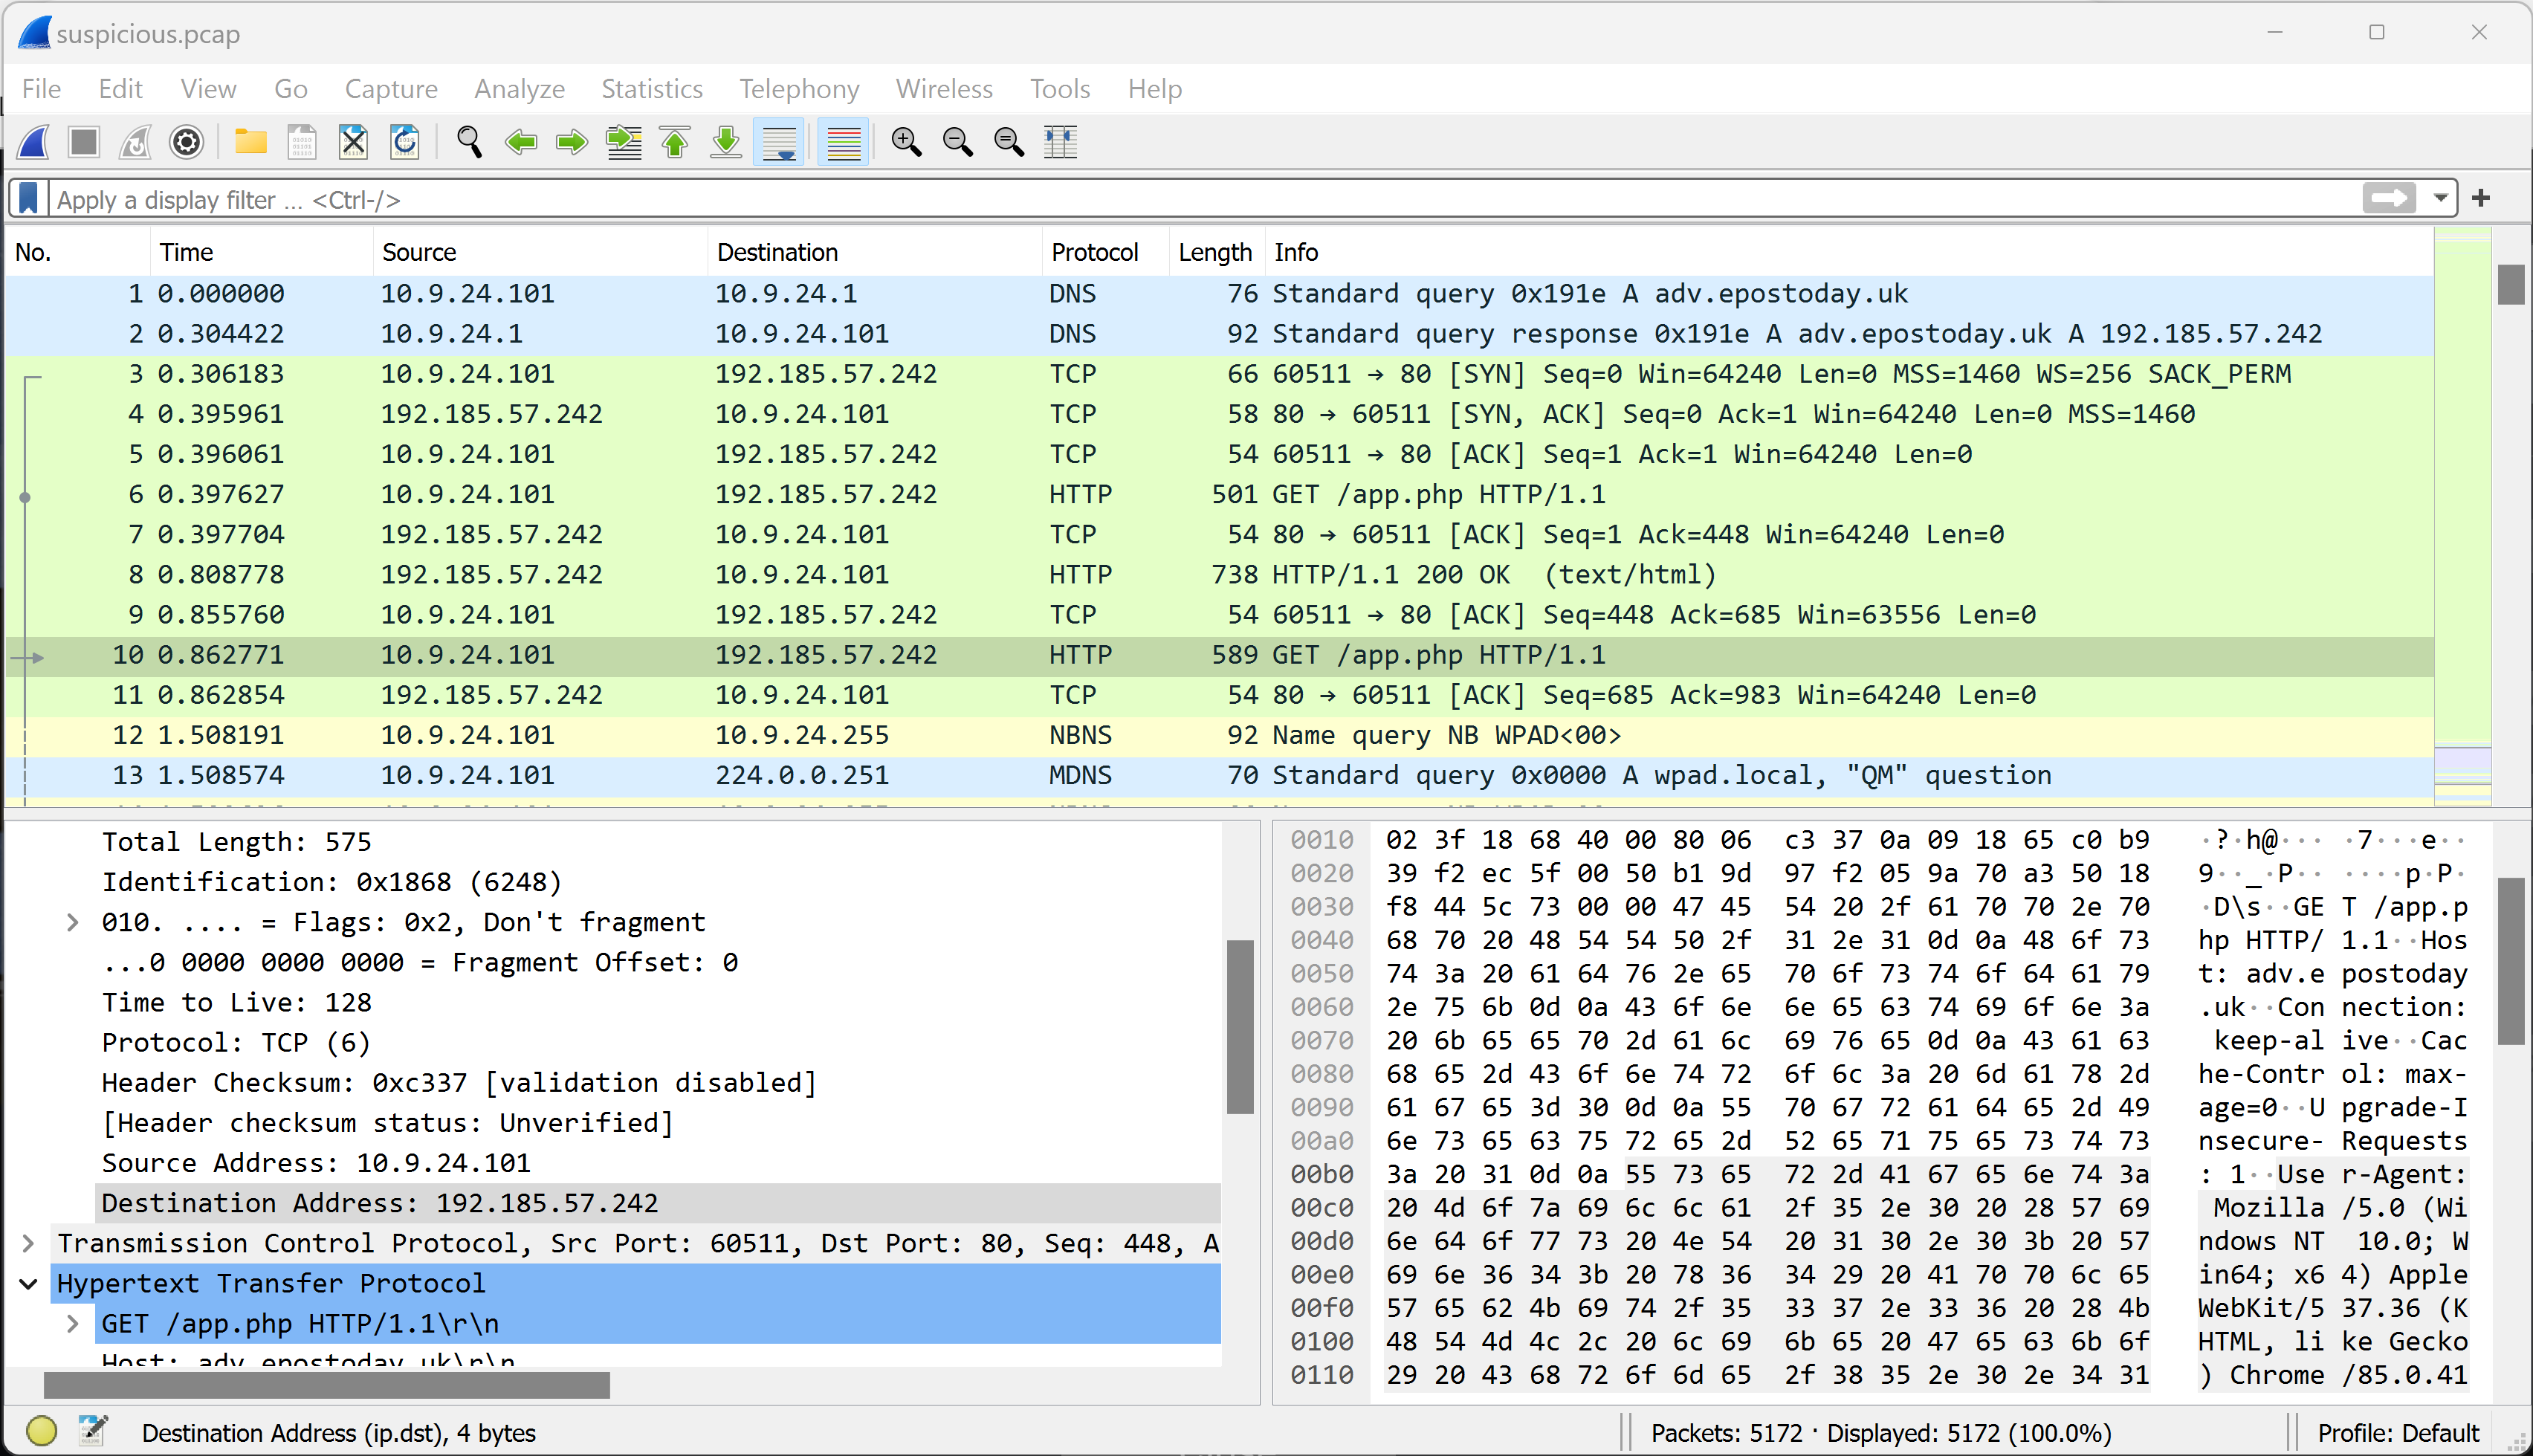 suspicious.pcap
File Edit View Go Capture Analyze Statistics Telephony Wireless Tools Help
Apply a display filter … <Ctrl-/>
No. Time Source Destination Protocol Length Info
1 0.000000 10.9.24.101 10.9.24.1 DNS 76 Standard query 0x191e A adv.epostoday.uk
2 0.304422 10.9.24.1 10.9.24.101 DNS 92 Standard query response 0x191e A adv.epostoday.uk A 192.185.57.242
3 0.306183 10.9.24.101 192.185.57.242 TCP 66 60511 → 80 [SYN] Seq=0 Win=64240 Len=0 MSS=1460 WS=256 SACK_PERM
4 0.395961 192.185.57.242 10.9.24.101 TCP 58 80 → 60511 [SYN, ACK] Seq=0 Ack=1 Win=64240 Len=0 MSS=1460
5 0.396061 10.9.24.101 192.185.57.242 TCP 54 60511 → 80 [ACK] Seq=1 Ack=1 Win=64240 Len=0
6 0.397627 10.9.24.101 192.185.57.242 HTTP 501 GET /app.php HTTP/1.1
7 0.397704 192.185.57.242 10.9.24.101 TCP 54 80 → 60511 [ACK] Seq=1 Ack=448 Win=64240 Len=0
8 0.808778 192.185.57.242 10.9.24.101 HTTP 738 HTTP/1.1 200 OK  (text/html)
9 0.855760 10.9.24.101 192.185.57.242 TCP 54 60511 → 80 [ACK] Seq=448 Ack=685 Win=63556 Len=0
10 0.862771 10.9.24.101 192.185.57.242 HTTP 589 GET /app.php HTTP/1.1
11 0.862854 192.185.57.242 10.9.24.101 TCP 54 80 → 60511 [ACK] Seq=685 Ack=983 Win=64240 Len=0
12 1.508191 10.9.24.101 10.9.24.255 NBNS 92 Name query NB WPAD<00>
13 1.508574 10.9.24.101 224.0.0.251 MDNS 70 Standard query 0x0000 A wpad.local, "QM" question
Total Length: 575
Identification: 0x1868 (6248)
010. .... = Flags: 0x2, Don't fragment
...0 0000 0000 0000 = Fragment Offset: 0
Time to Live: 128
Protocol: TCP (6)
Header Checksum: 0xc337 [validation disabled]
[Header checksum status: Unverified]
Source Address: 10.9.24.101
Destination Address: 192.185.57.242
Transmission Control Protocol, Src Port: 60511, Dst Port: 80, Seq: 448, A
Hypertext Transfer Protocol
GET /app.php HTTP/1.1\r\n
Host: adv.epostoday.uk\r\n
0010 02 3f 18 68 40 00 80 06 c3 37 0a 09 18 65 c0 b9 ·?·h@··· ·7···e··
0020 39 f2 ec 5f 00 50 b1 9d 97 f2 05 9a 70 a3 50 18 9··_·P·· ····p·P·
0030 f8 44 5c 73 00 00 47 45 54 20 2f 61 70 70 2e 70 ·D\s··GE T /app.p
0040 68 70 20 48 54 54 50 2f 31 2e 31 0d 0a 48 6f 73 hp HTTP/ 1.1··Hos
0050 74 3a 20 61 64 76 2e 65 70 6f 73 74 6f 64 61 79 t: adv.e postoday
0060 2e 75 6b 0d 0a 43 6f 6e 6e 65 63 74 69 6f 6e 3a .uk··Con nection:
0070 20 6b 65 65 70 2d 61 6c 69 76 65 0d 0a 43 61 63 keep-al ive··Cac
0080 68 65 2d 43 6f 6e 74 72 6f 6c 3a 20 6d 61 78 2d he-Contr ol: max-
0090 61 67 65 3d 30 0d 0a 55 70 67 72 61 64 65 2d 49 age=0··U pgrade-I
00a0 6e 73 65 63 75 72 65 2d 52 65 71 75 65 73 74 73 nsecure- Requests
00b0 3a 20 31 0d 0a 55 73 65 72 2d 41 67 65 6e 74 3a : 1··Use r-Agent:
00c0 20 4d 6f 7a 69 6c 6c 61 2f 35 2e 30 20 28 57 69 Mozilla /5.0 (Wi
00d0 6e 64 6f 77 73 20 4e 54 20 31 30 2e 30 3b 20 57 ndows NT 10.0; W
00e0 69 6e 36 34 3b 20 78 36 34 29 20 41 70 70 6c 65 in64; x6 4) Apple
00f0 57 65 62 4b 69 74 2f 35 33 37 2e 33 36 20 28 4b WebKit/5 37.36 (K
0100 48 54 4d 4c 2c 20 6c 69 6b 65 20 47 65 63 6b 6f HTML, li ke Gecko
0110 29 20 43 68 72 6f 6d 65 2f 38 35 2e 30 2e 34 31 ) Chrome /85.0.41
Destination Address (ip.dst), 4 bytes
Packets: 5172 · Displayed: 5172 (100.0%)
Profile: Default